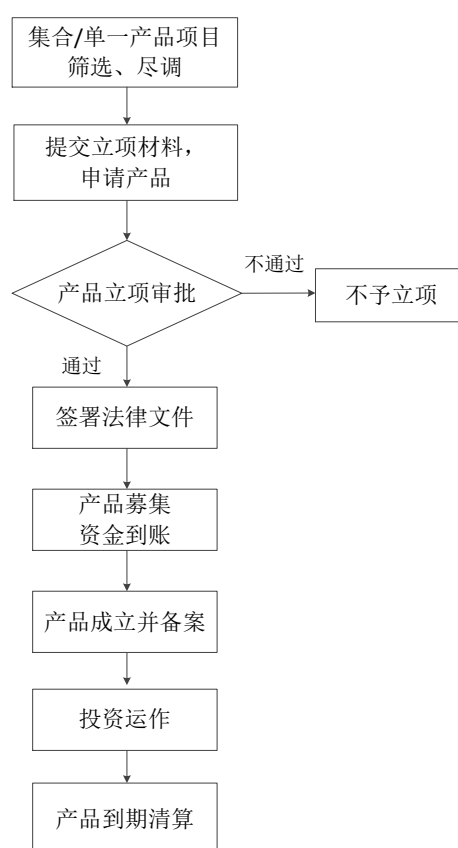 集合/单一产品项目
筛选、尽调
提交立项材料，
申请产品
产品立项审批
不通过
不予立项
通过
签署法律文件
产品募集
资金到账
产品成立并备案
投资运作
产品到期清算